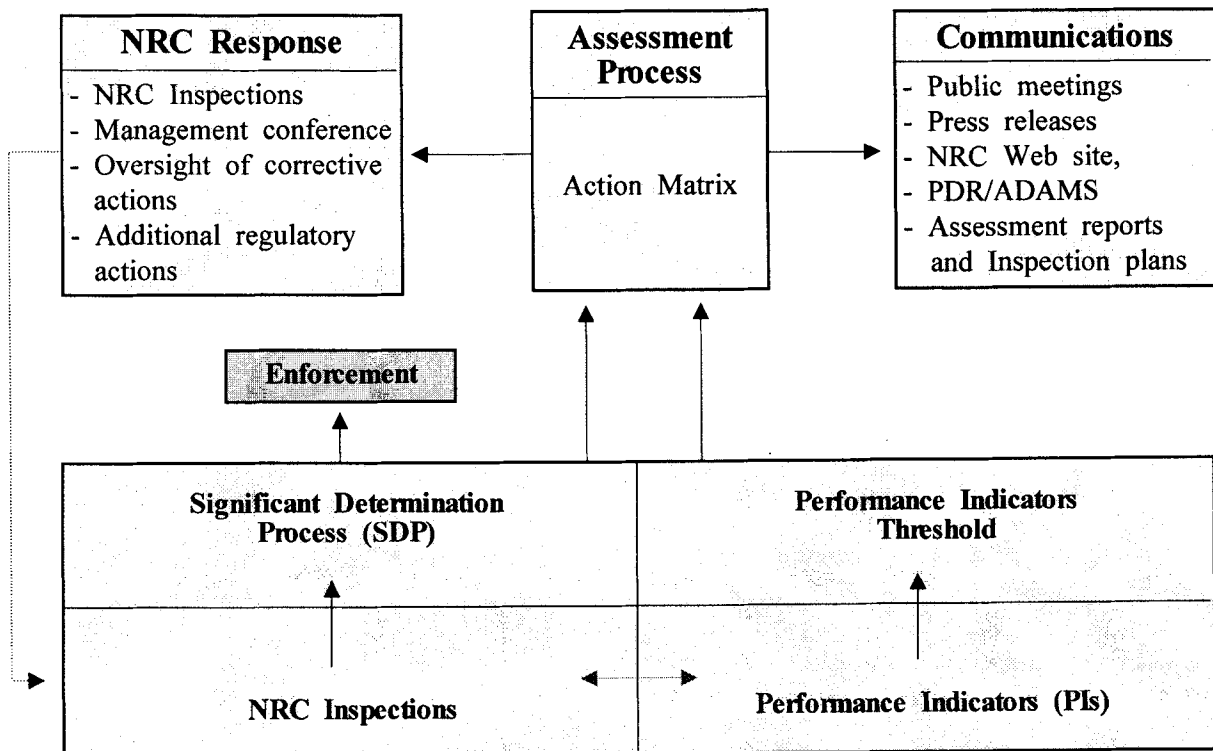 NRC Response
- NRC Inspections
- Management conference
- Oversight of corrective
actions
- Additional regulatory
actions
Assessment
Process
Action Matrix
Communications
- Public meetings
- Press releases
- NRC Web site,
- PDR/ADAMS
- Assessment reports
and Inspection plans
Enforcement
Significant Determination
Process (SDP)
Performance Indicators
Threshold
NRC Inspections
Performance Indicators (PIs)